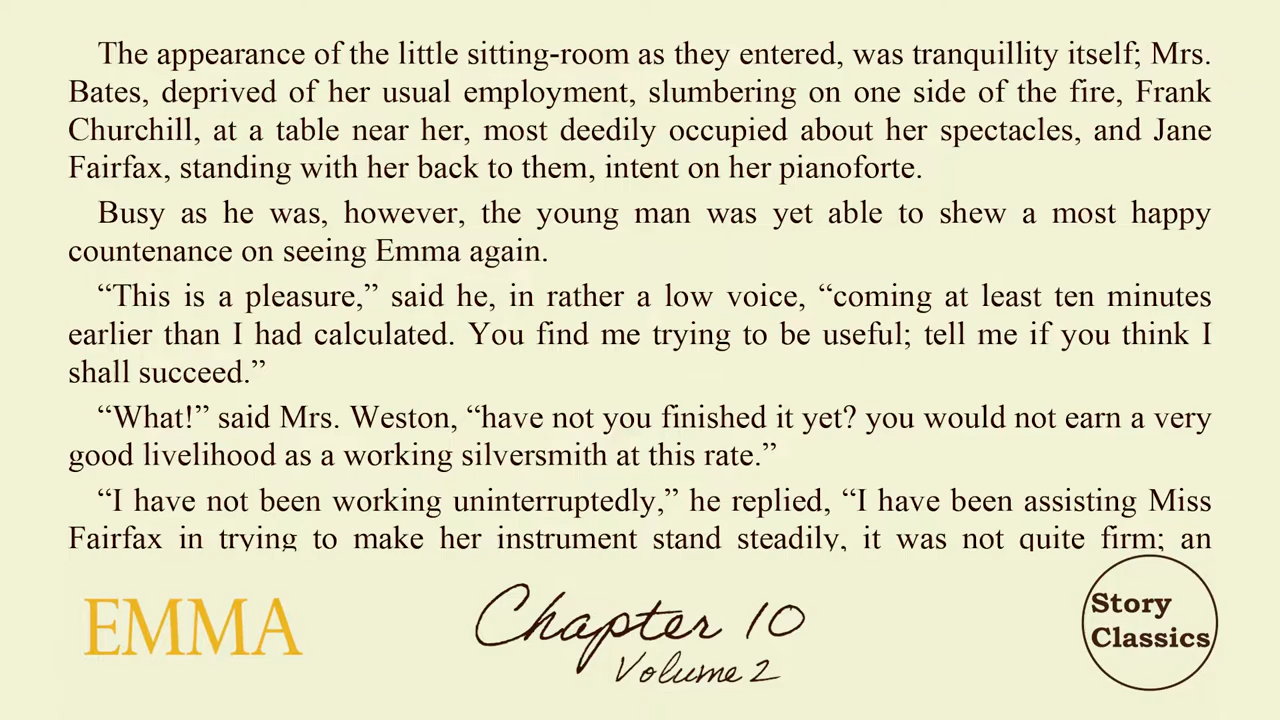 The appearance of the little sitting-room as they entered, was tranquillity itself; Mrs.
Bates, deprived of her usual employment, slumbering on one side of the fire, Frank
Churchill, at a table near her, most deedily occupied about her spectacles, and Jane
Fairfax, standing with her back to them, intent on her pianoforte.
Busy as he was, however, the young man was yet able to shew a most happy
countenance on seeing Emma again.
“This is a pleasure,” said he, in rather a low voice, “coming at least ten minutes
earlier than I had calculated. You find me trying to be useful; tell me if you think I
shall succeed.”
“What!” said Mrs. Weston, “have not you finished it yet? you would not earn a very
good livelihood as a working silversmith at this rate.”
“I have not been working uninterruptedly,” he replied, “I have been assisting Miss
Fairfax in trying to make her instrument stand steadily, it was not quite firm; an
EMMA
Chapter 10
Volume 2
Story
Classics